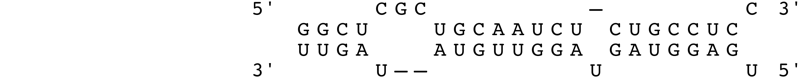 5' CGC – C 3'
GGCU UGCAAUCU CUGCCUC
UUGA AUGUUGGA GAUGGAG
3' U–– U U 5'